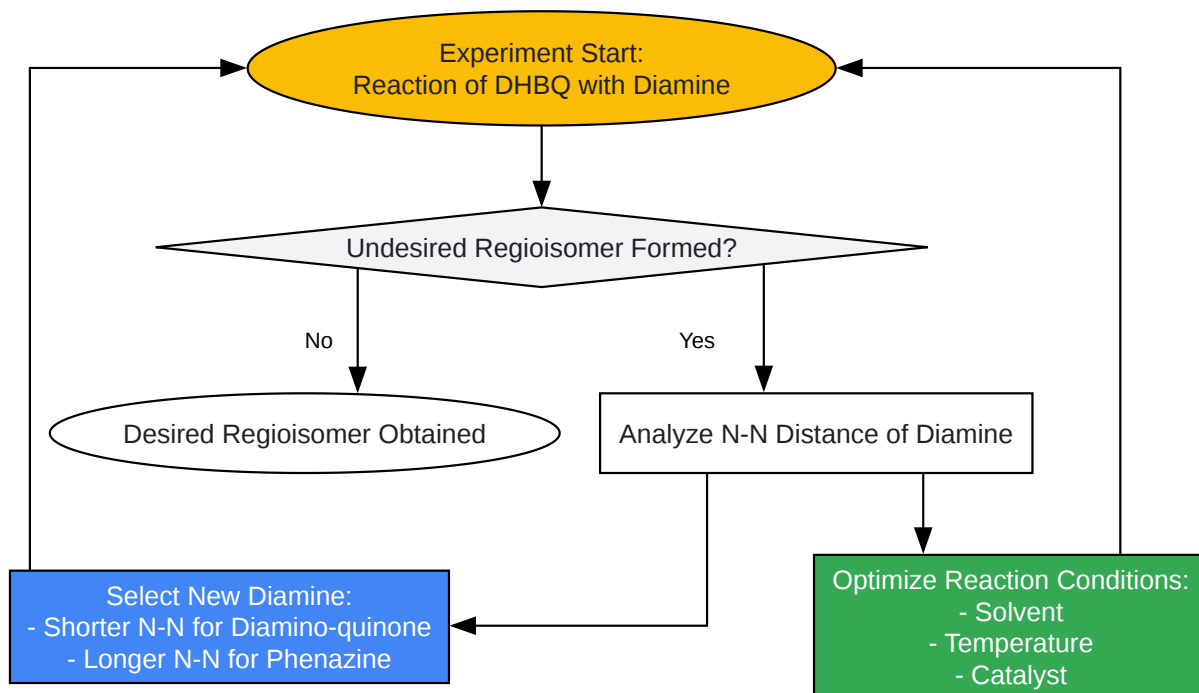 Experiment Start:
Reaction of DHBQ with Diamine
Undesired Regioisomer Formed?
No
Yes
Desired Regioisomer Obtained
Analyze N-N Distance of Diamine
Select New Diamine:
- Shorter N-N for Diamino-quinone
- Longer N-N for Phenazine
Optimize Reaction Conditions:
- Solvent
- Temperature
- Catalyst